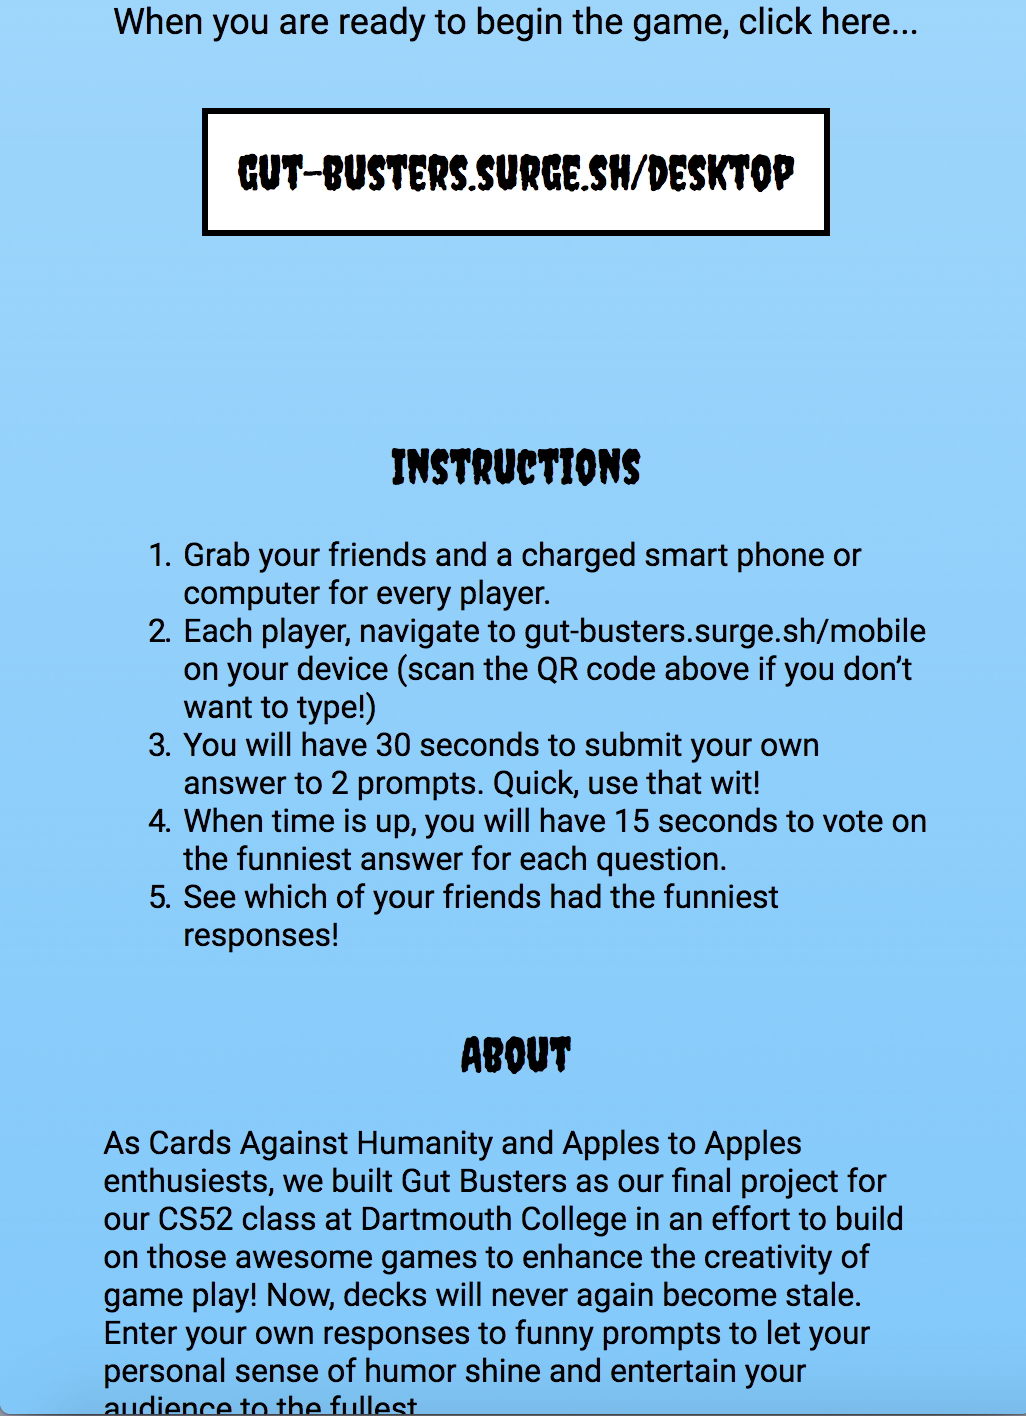 When you are ready to begin the game, click here...
GUT-BUSTERS.SURGE.SH/DESKTOP
INSTRUCTIONS
1. Grab your friends and a charged smart phone or
computer for every player.
2. Each player, navigate to gut-busters.surge.sh/mobile
on your device (scan the QR code above if you don’t
want to type!)
3. You will have 30 seconds to submit your own
answer to 2 prompts. Quick, use that wit!
4. When time is up, you will have 15 seconds to vote on
the funniest answer for each question.
5. See which of your friends had the funniest
responses!
ABOUT
As Cards Against Humanity and Apples to Apples
enthusiasts, we built Gut Busters as our final project for
our CS52 class at Dartmouth College in an effort to build
on those awesome games to enhance the creativity of
game play! Now, decks will never again become stale.
Enter your own responses to funny prompts to let your
personal sense of humor shine and entertain your
audience to the fullest